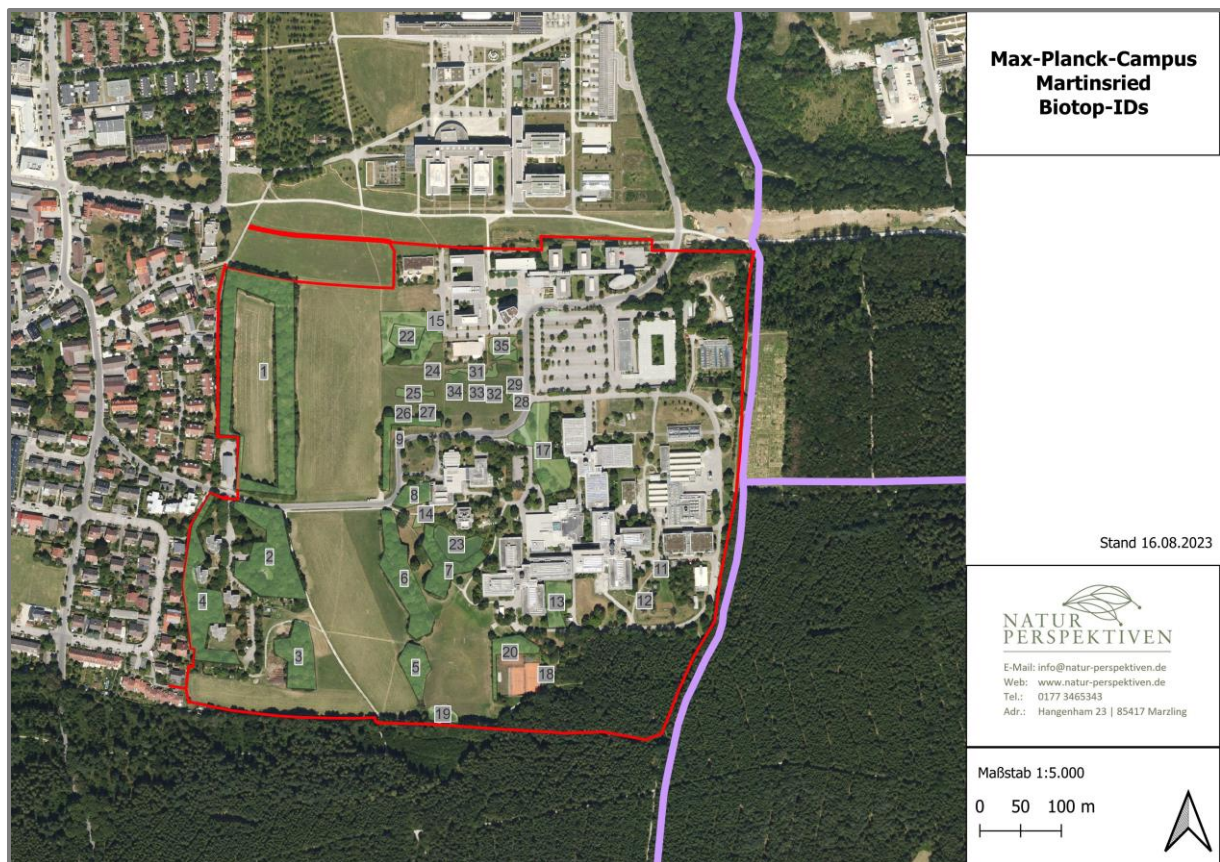 Max-Planck-Campus
Martinsried
Biotop-IDs
15
22
35
24
31
1
29
25
34
33
32
28
26
27
9
17
8
14
23
2
6
7
11
4
13
12
3
20
5
18
19
Stand 16.08.2023
NATUR
PERSPEKTIVEN
E-Mail: info@natur-perspektiven.de
Web: www.natur-perspektiven.de
Tel.: 0177 3465343
Adr.: Hangenham 23 | 85417 Marzling
Maßstab 1:5.000
0 50 100 m